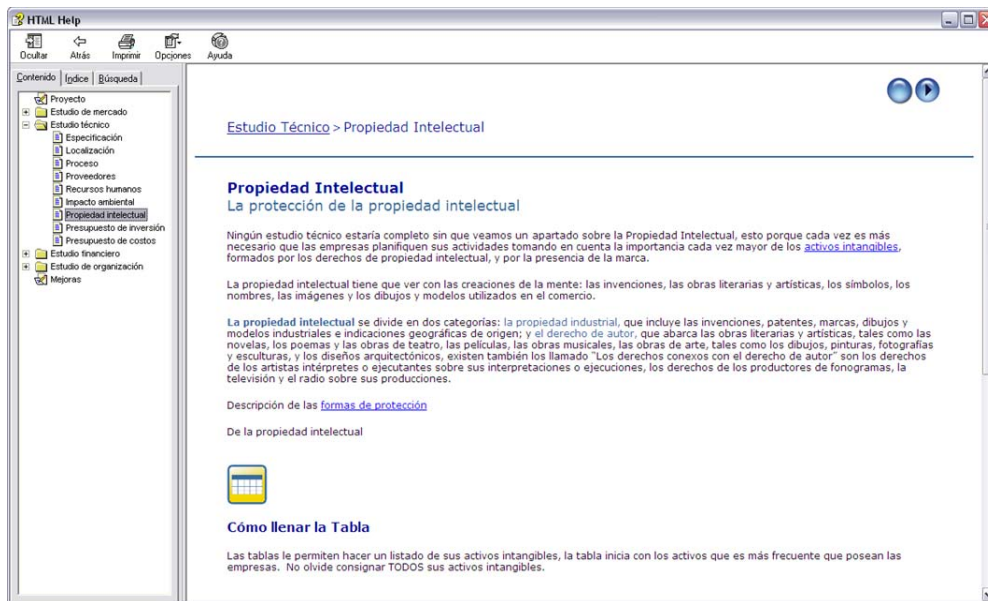 HTML Help
Ocultar Atrás Imprimir Opciones Ayuda
Contenido Índice Búsqueda
Proyecto
Estudio de mercado
Estudio técnico
Especificación
Localización
Proceso
Proveedores
Recursos humanos
Impacto ambiental
Propiedad intelectual
Presupuesto de inversión
Presupuesto de costos
Estudio financiero
Estudio de organización
Mejoras
Estudio Técnico > Propiedad Intelectual
Propiedad Intelectual
La protección de la propiedad intelectual
Ningún estudio técnico estaría completo sin que veamos un apartado sobre la Propiedad Intelectual, esto porque cada vez es más
necesario que las empresas planifiquen sus actividades tomando en cuenta la importancia cada vez mayor de los activos intangibles,
formados por los derechos de propiedad intelectual, y por la presencia de la marca.
La propiedad intelectual tiene que ver con las creaciones de la mente: las invenciones, las obras literarias y artísticas, los símbolos, los
nombres, las imágenes y los dibujos y modelos utilizados en el comercio.
La propiedad intelectual se divide en dos categorías: la propiedad industrial, que incluye las invenciones, patentes, marcas, dibujos y
modelos industriales e indicaciones geográficas de origen; y el derecho de autor, que abarca las obras literarias y artísticas, tales como las
novelas, los poemas y las obras de teatro, las películas, las obras musicales, las obras de arte, tales como los dibujos, pinturas, fotografías
y esculturas, y los diseños arquitectónicos, existen también los llamado "Los derechos conexos con el derecho de autor" son los derechos
de los artistas intérpretes o ejecutantes sobre sus interpretaciones o ejecuciones, los derechos de los productores de fonogramas, la
televisión y el radio sobre sus producciones.
Descripción de las formas de protección
De la propiedad intelectual
Cómo llenar la Tabla
Las tablas le permiten hacer un listado de sus activos intangibles, la tabla inicia con los activos que es más frecuente que posean las
empresas. No olvide consignar TODOS sus activos intangibles.